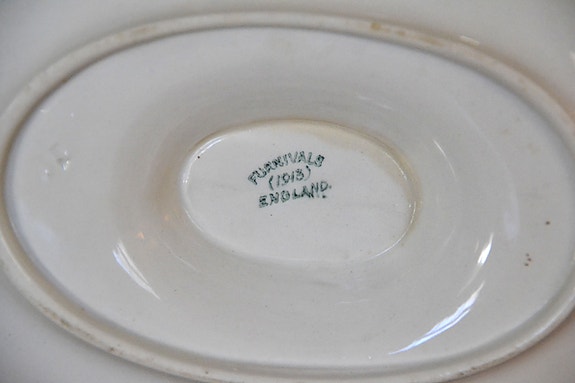 FURNIVALS
(1913)
ENGLAND.